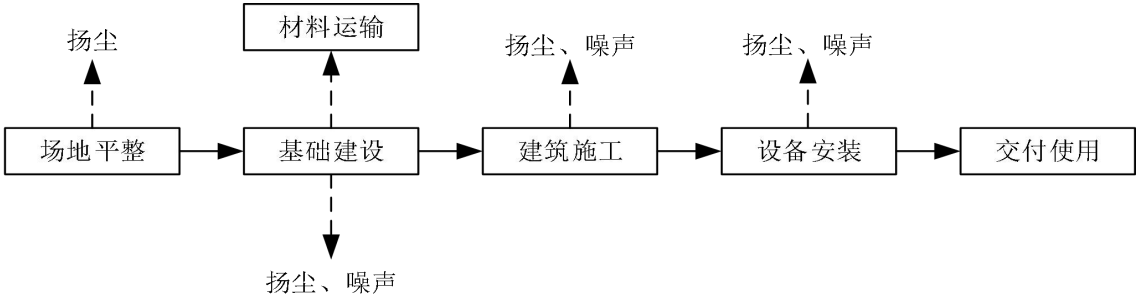 材料运输
扬尘
扬尘、噪声
扬尘、噪声
场地平整
基础建设
建筑施工
设备安装
交付使用
扬尘、噪声